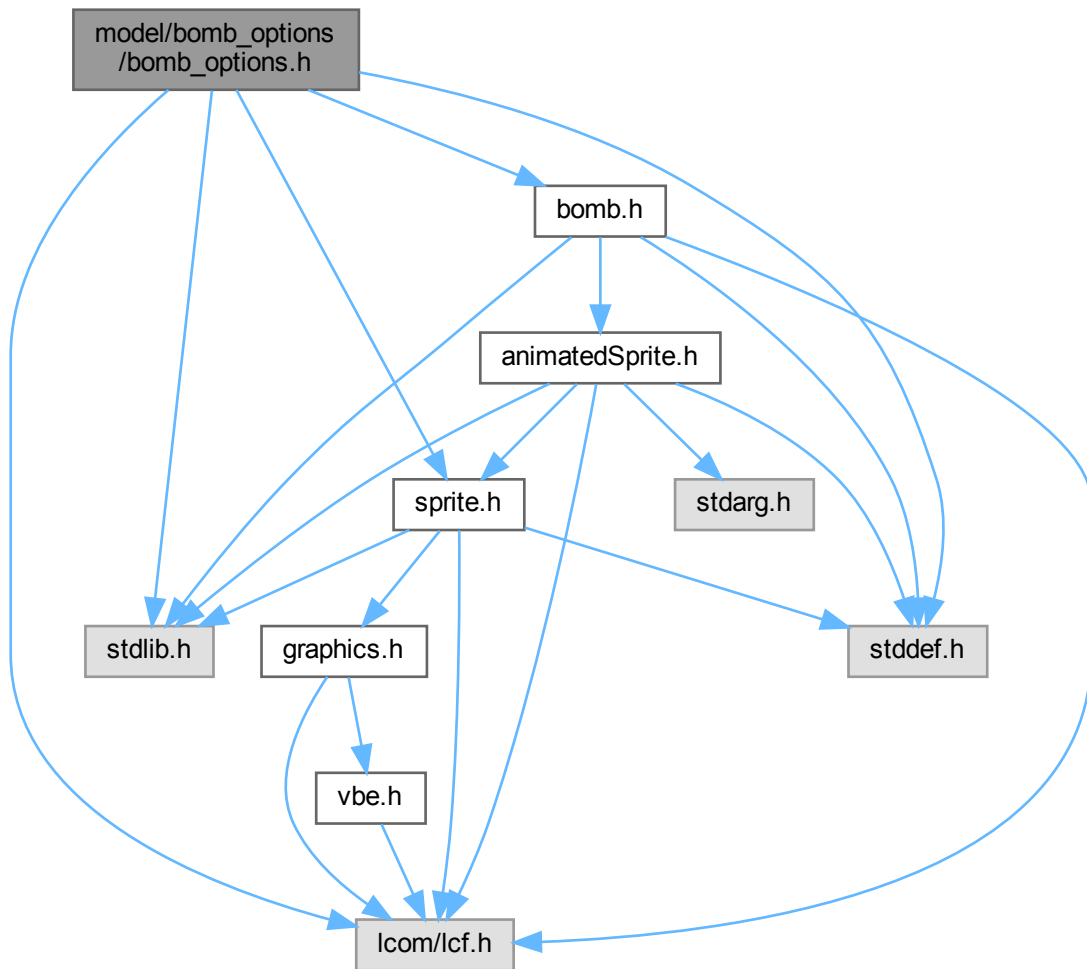 model/bomb_options
/bomb_options.h
bomb.h
animatedSprite.h
sprite.h
stdarg.h
stdlib.h
graphics.h
stddef.h
vbe.h
lcom/lcf.h